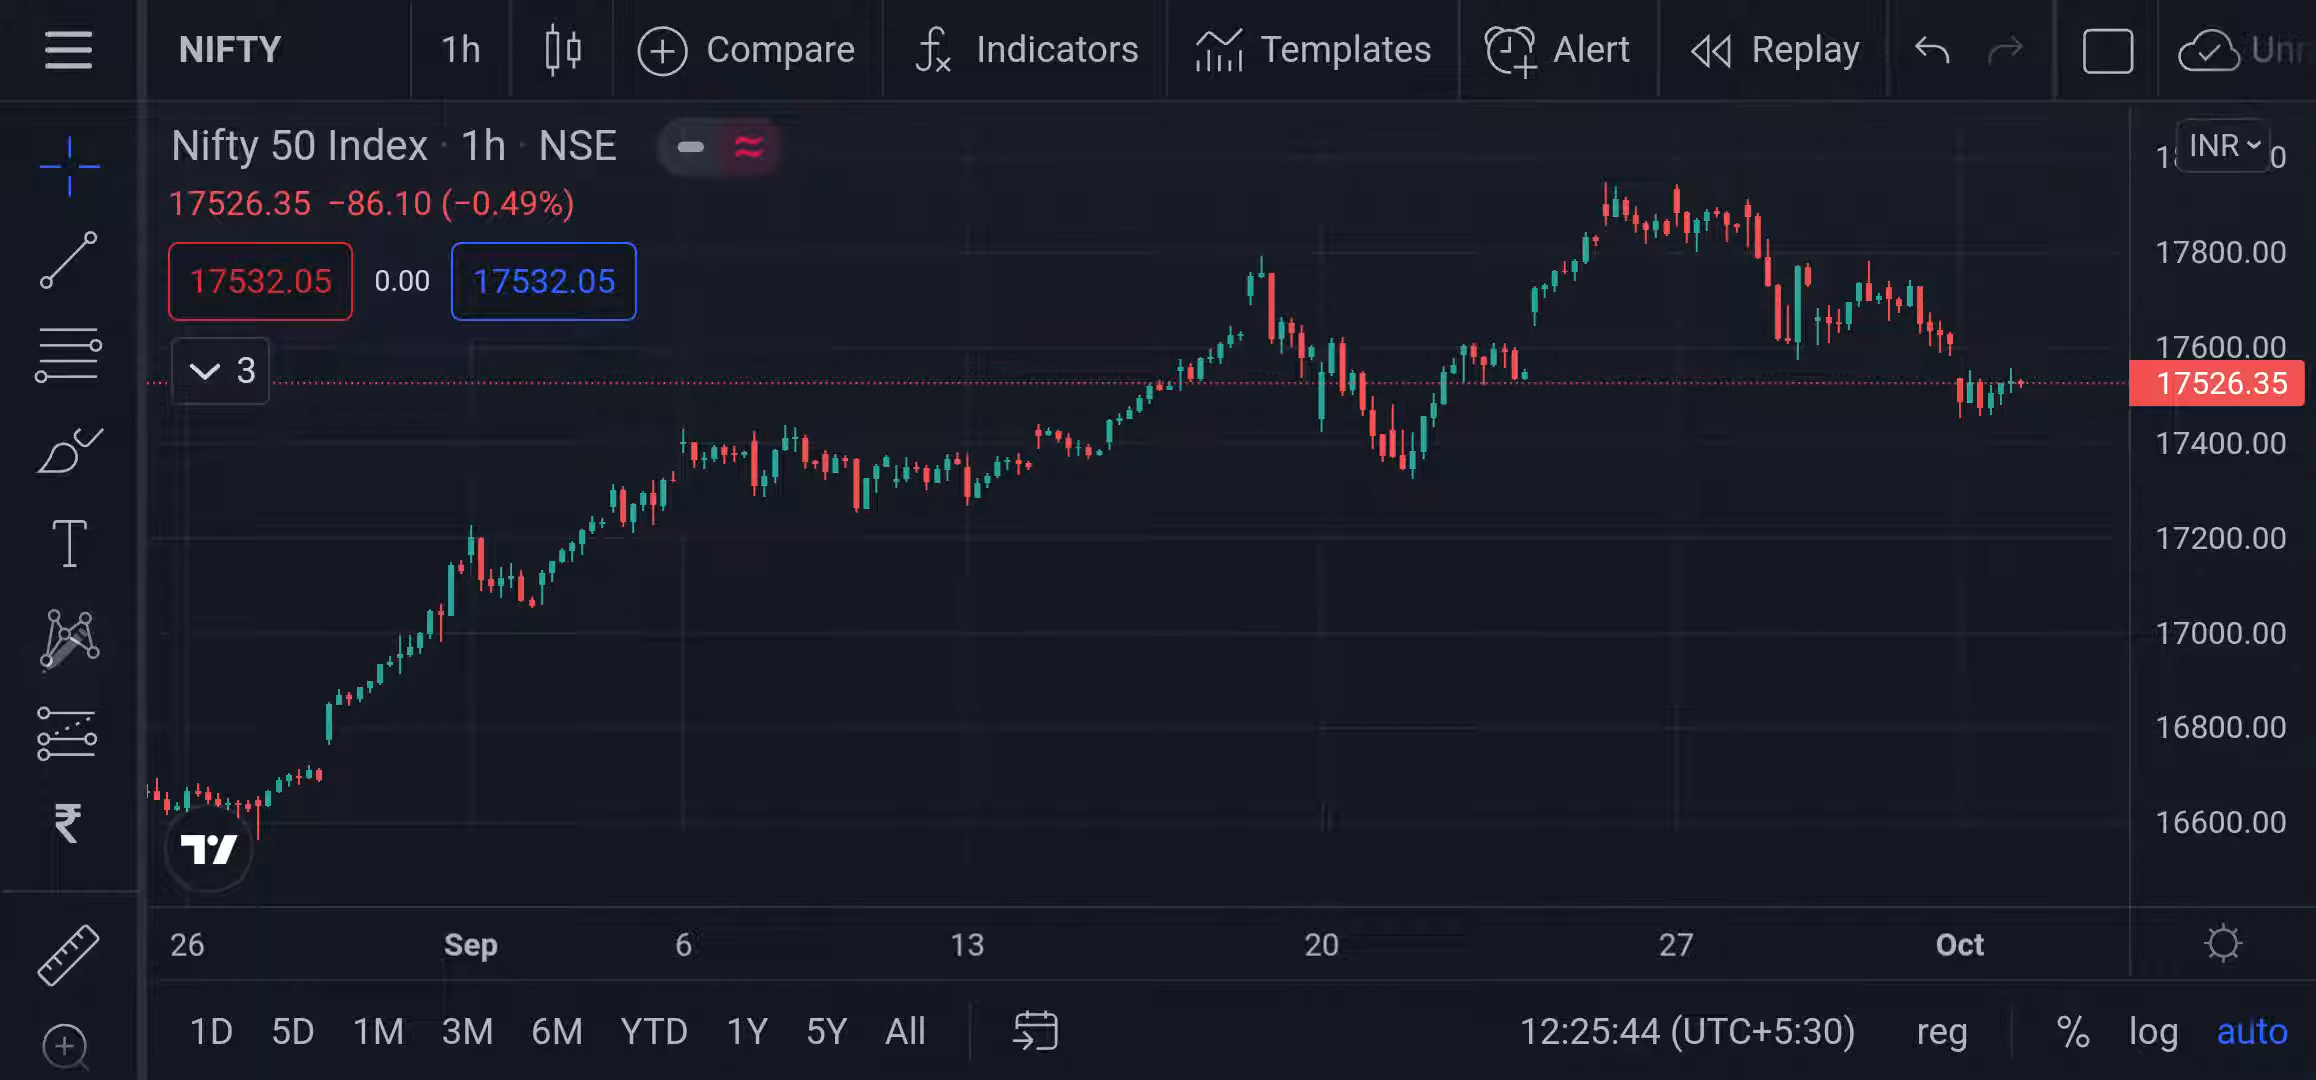 NIFTY 1h Compare Indicators Templates Alert Replay
Nifty 50 Index · 1h · NSE
INR
17526.35 −86.10 (−0.49%)
17532.05 0.00 17532.05
3
17800.00
17600.00
17526.35
17400.00
17200.00
17000.00
16800.00
16600.00
26 Sep 6 13 20 27 Oct
1D 5D 1M 3M 6M YTD 1Y 5Y All 12:25:44 (UTC+5:30) reg % log auto